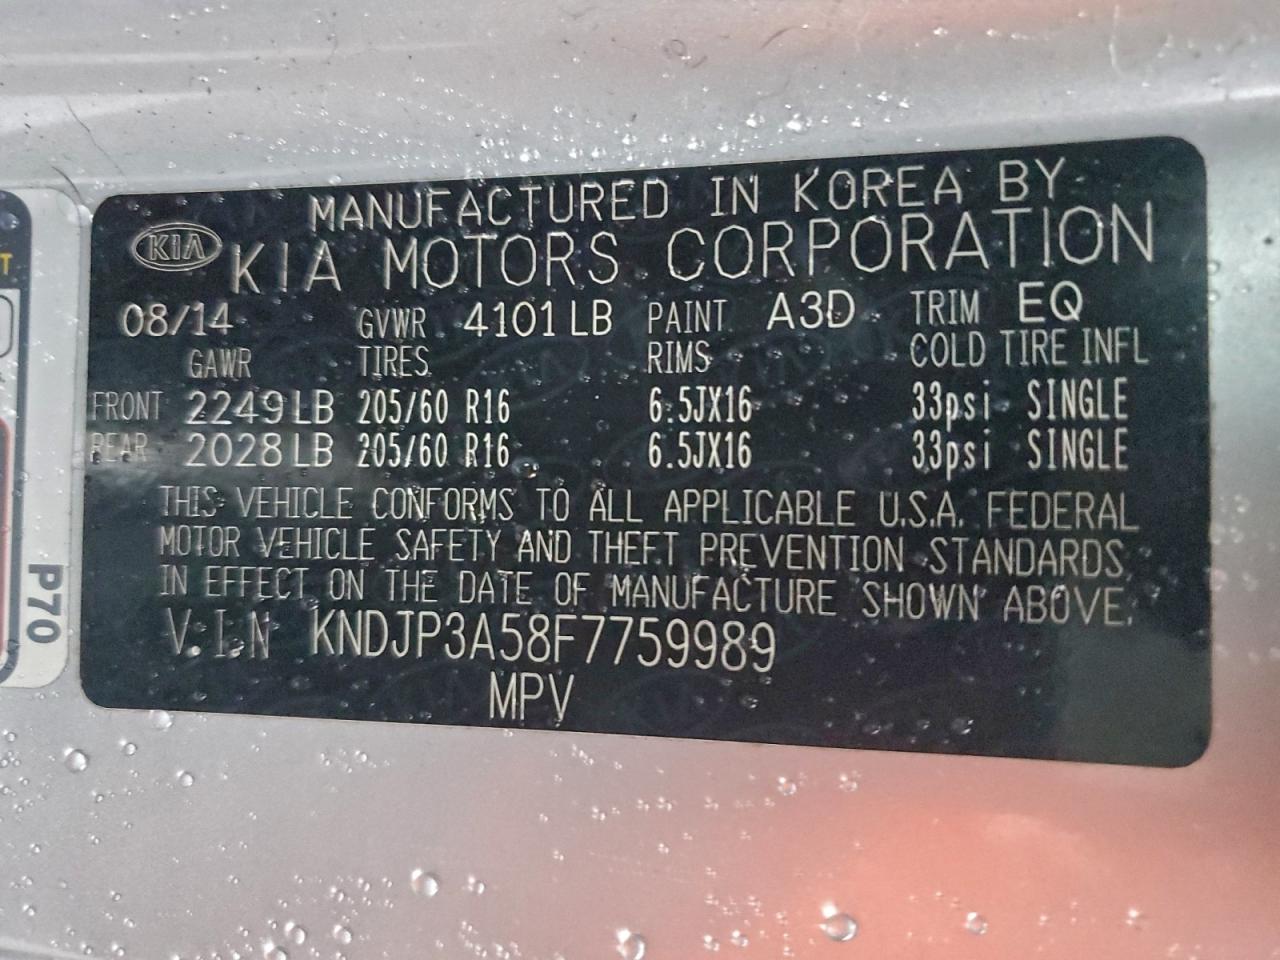 MANUFACTURED IN KOREA BY
KIA KIA MOTORS CORPORATION
08/14 GVWR 4101 LB PAINT A3D TRIM EQ
GAWR TIRES RIMS COLD TIRE INFL
FRONT 2249 LB 205/60 R16 6.5JX16 33psi SINGLE
REAR 2028 LB 205/60 R16 6.5JX16 33psi SINGLE
THIS VEHICLE CONFORMS TO ALL APPLICABLE U.S.A. FEDERAL
MOTOR VEHICLE SAFETY AND THEFT PREVENTION STANDARDS
IN EFFECT ON THE DATE OF MANUFACTURE SHOWN ABOVE.
V.I.N KNDJP3A58F7759989
MPV
P70